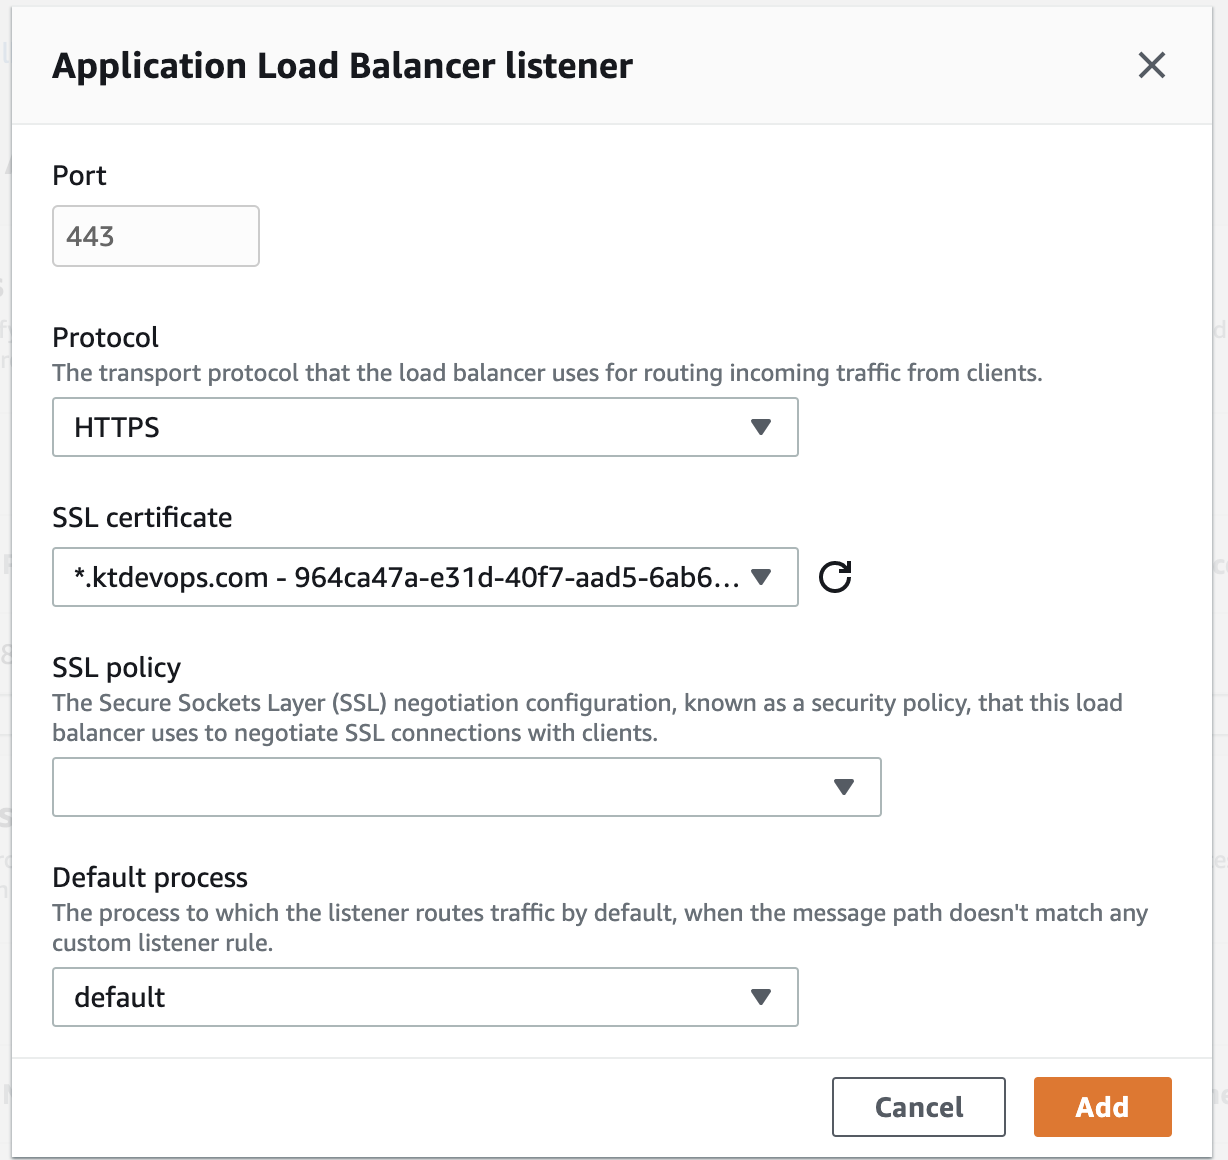 Application Load Balancer listener
Port
443
Protocol
The transport protocol that the load balancer uses for routing incoming traffic from clients.
HTTPS
SSL certificate
*.ktdevops.com - 964ca47a-e31d-40f7-aad5-6ab6...
SSL policy
The Secure Sockets Layer (SSL) negotiation configuration, known as a security policy, that this load
balancer uses to negotiate SSL connections with clients.
Default process
The process to which the listener routes traffic by default, when the message path doesn't match any
custom listener rule.
default
Cancel
Add